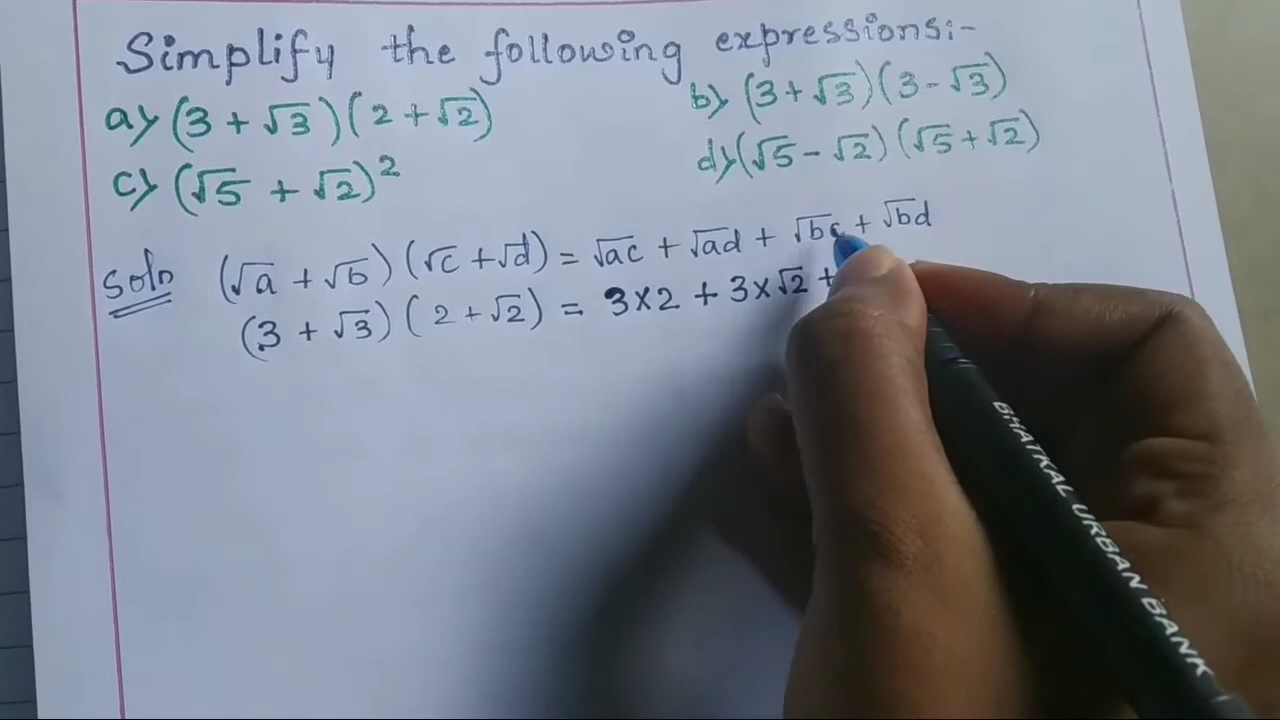 Simplify the following expressions:-
a) (3 + √3)(2 + √2) b) (3 + √3)(3 - √3)
c) (√5 + √2)² d) (√5 - √2)(√5 + √2)
Soln (√a + √b)(√c + √d) = √ac + √ad + √bc + √bd
(3 + √3)(2 + √2) = 3×2 + 3×√2 +
BHATKAL URBAN BANK